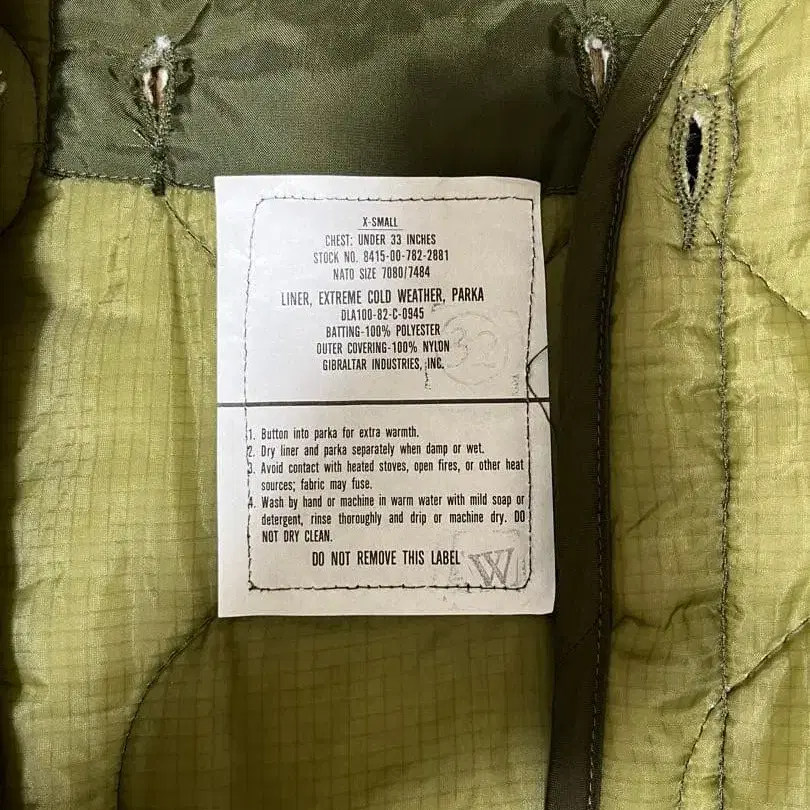 X-SMALL
CHEST: UNDER 33 INCHES
STOCK NO. 8415-00-782-2881
NATO SIZE 7080/7484
LINER, EXTREME COLD WEATHER, PARKA
DLA100-82-C-0945
BATTING-100% POLYESTER
OUTER COVERING-100% NYLON
GIBRALTAR INDUSTRIES, INC.
32
1. Button into parka for extra warmth.
2. Dry liner and parka separately when damp or wet.
3. Avoid contact with heated stoves, open fires, or other heat
sources; fabric may fuse.
4. Wash by hand or machine in warm water with mild soap or
detergent, rinse thoroughly and drip or machine dry. DO
NOT DRY CLEAN.
DO NOT REMOVE THIS LABEL
W